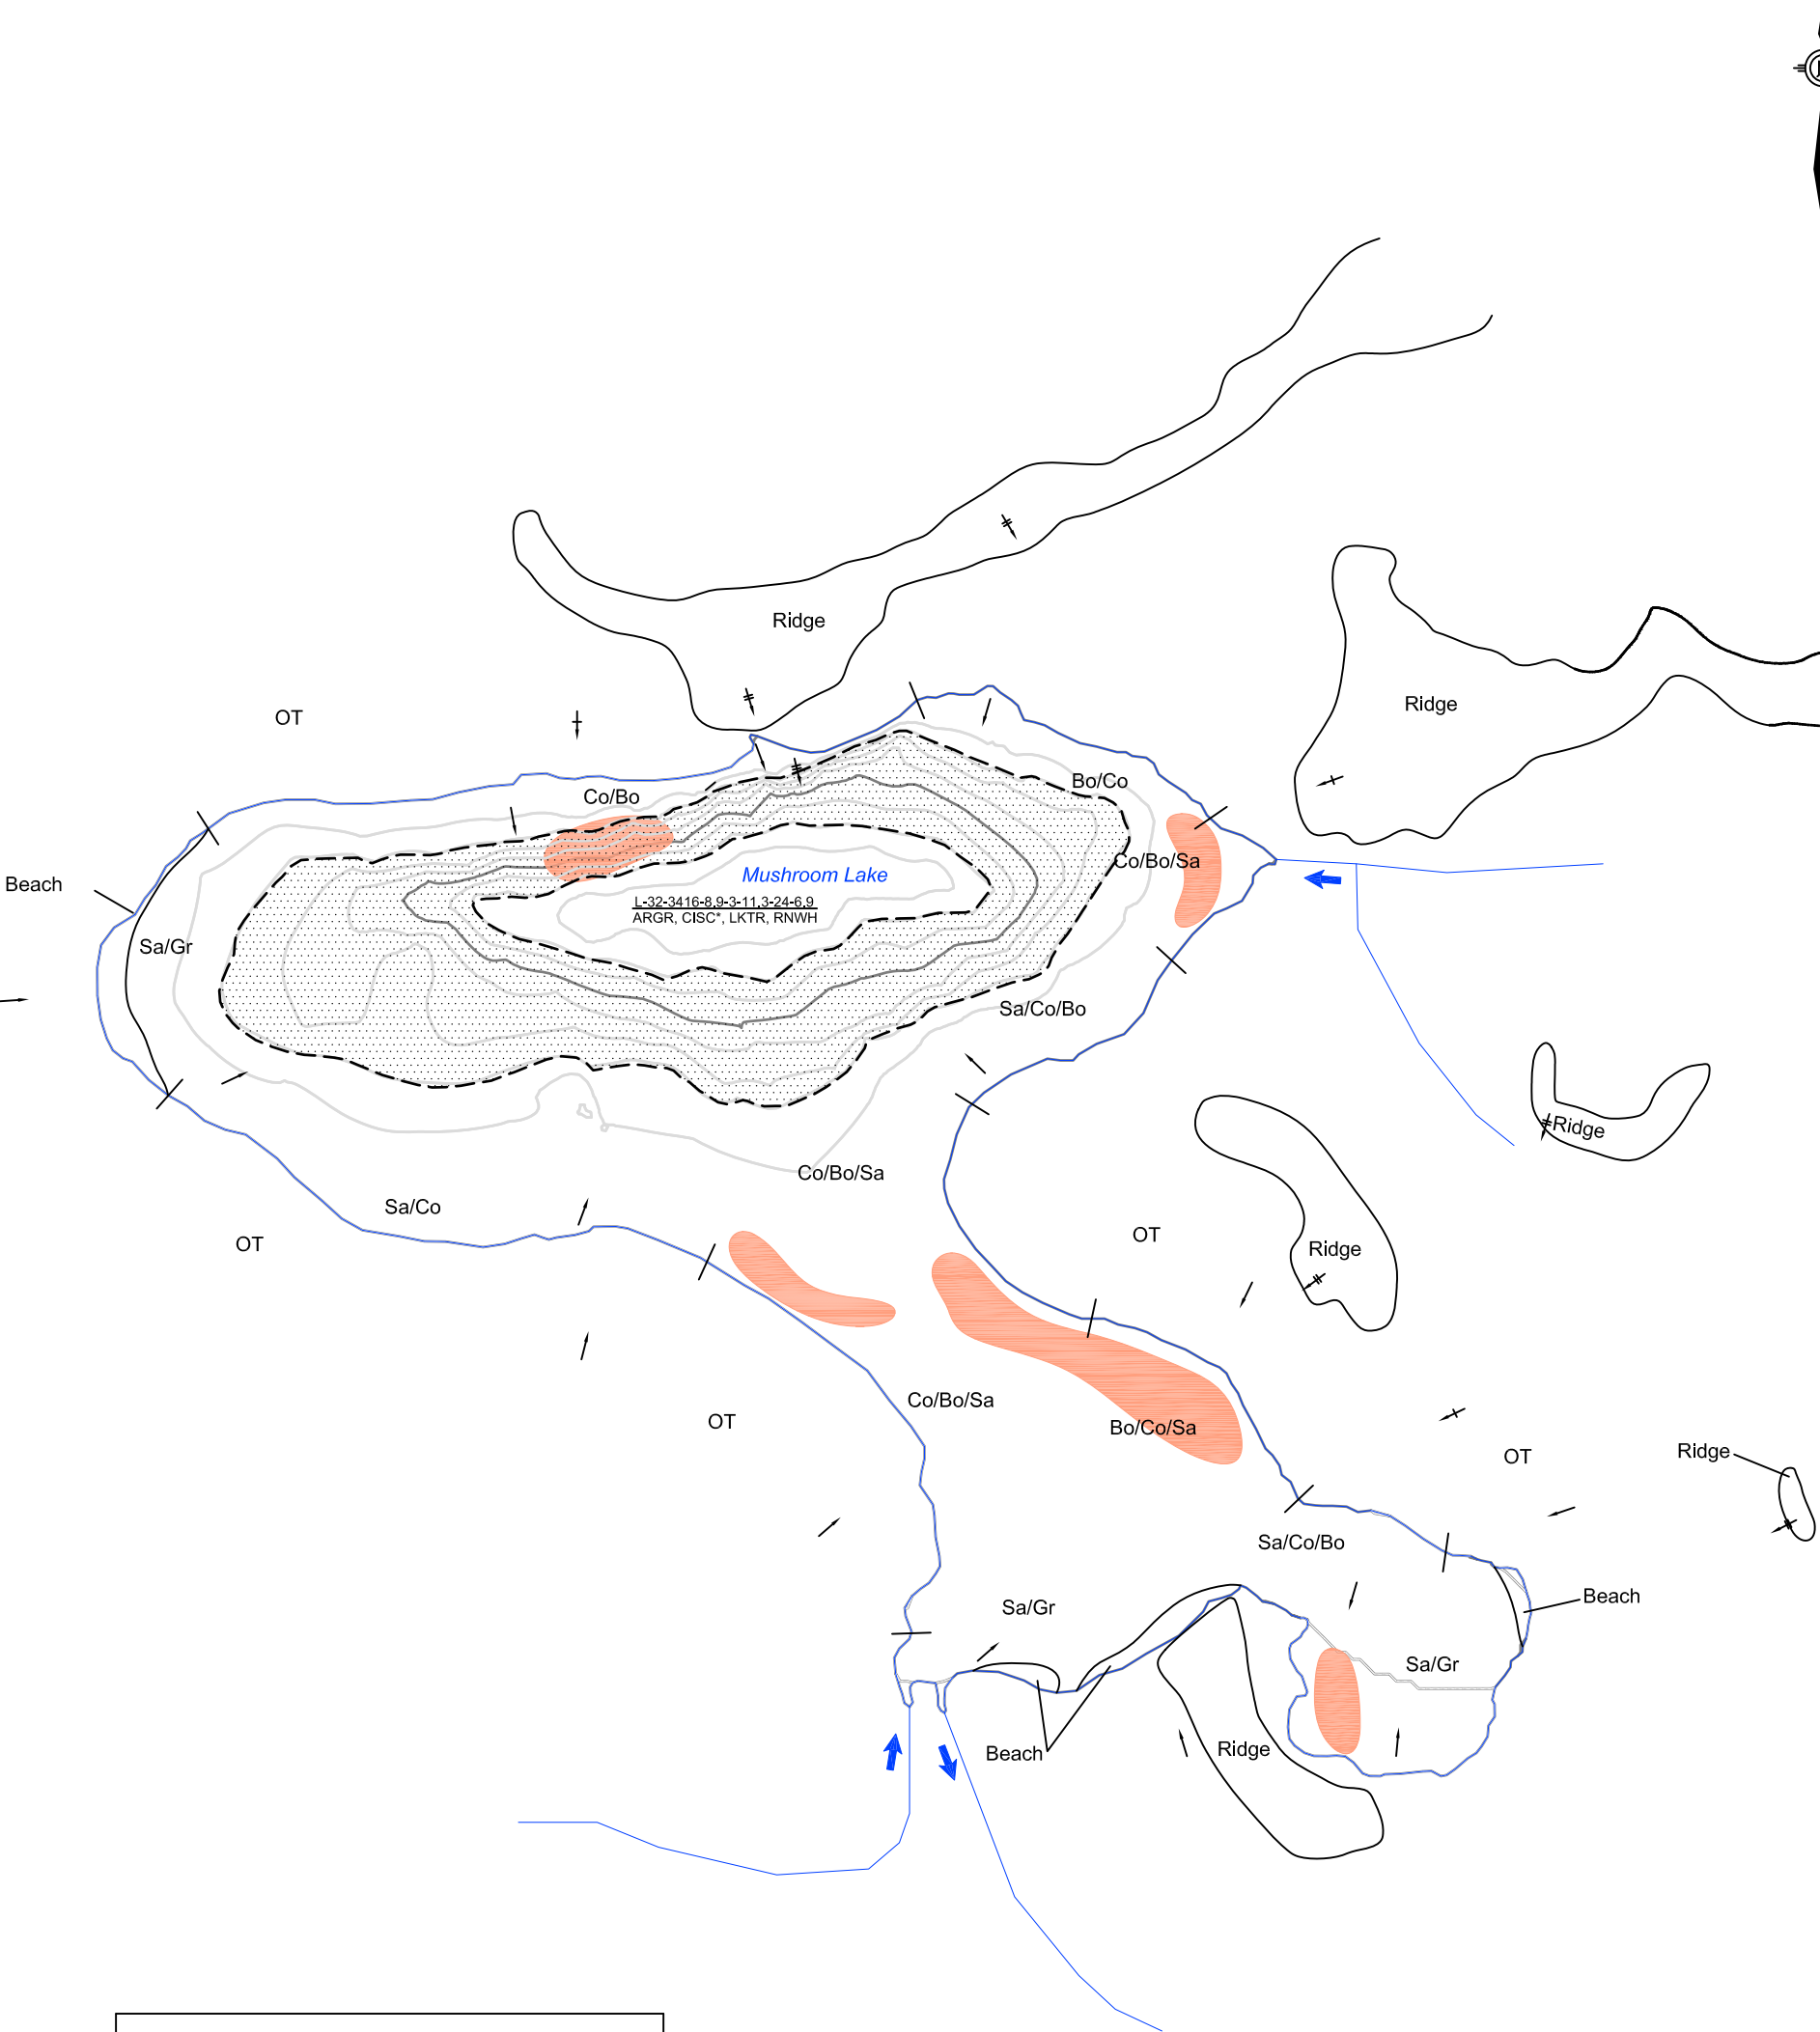 Ridge
Ridge
OT
Bo/Co
Co/Bo
Co/Bo/Sa
Mushroom Lake
Beach
L-32-3416-8,9-3-11,3-24-6,9
ARGR, CISC*, LKTR, RNWH
Sa/Gr
Sa/Co/Bo
Ridge
Co/Bo/Sa
Sa/Co
OT
OT
Ridge
Co/Bo/Sa
OT
Bo/Co/Sa
OT
Ridge
Sa/Co/Bo
Beach
Sa/Gr
Sa/Gr
Beach
Ridge